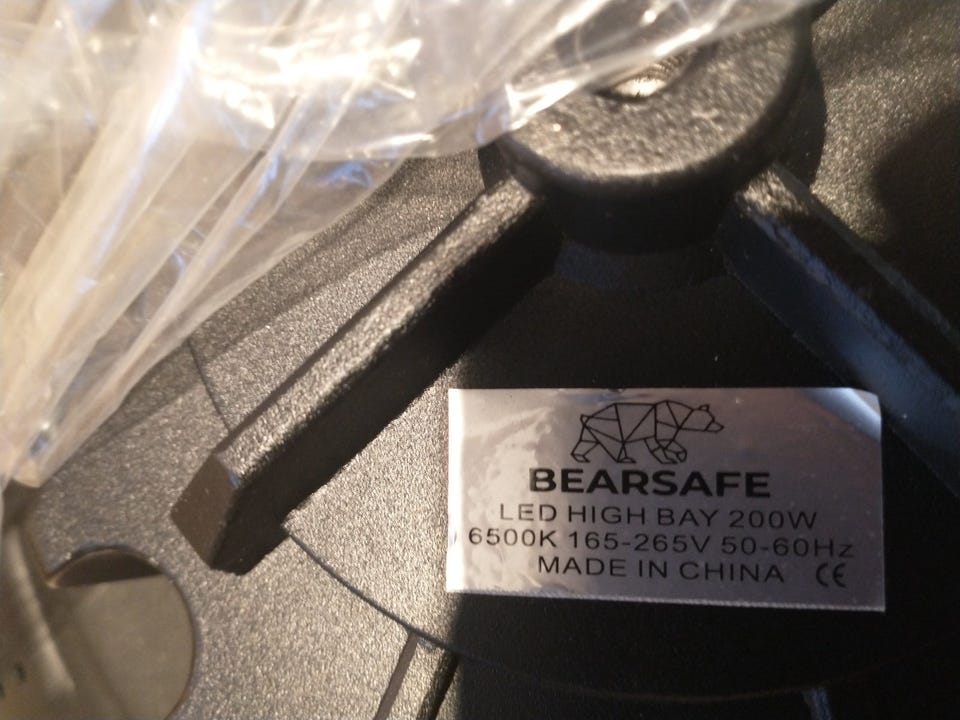 BEARSAFE
LED HIGH BAY 200W
6500K 165-265V 50-60Hz
MADE IN CHINA CE